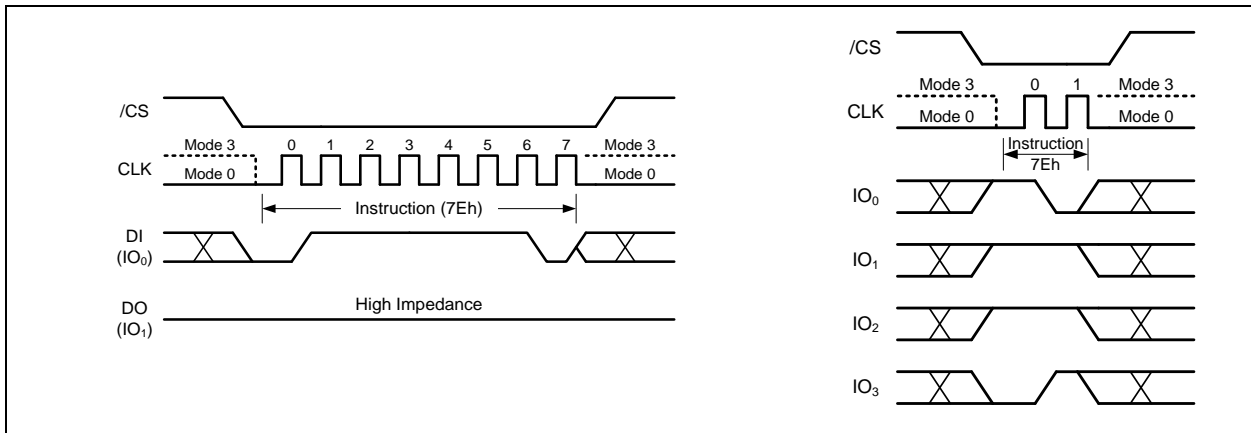 /CS
Mode 3 0 1 2 3 4 5 6 7 Mode 3
CLK Mode 0 Mode 0
Instruction (7Eh)
DI
(IO₀)
High Impedance
DO
(IO₁)
/CS
Mode 3 0 1 Mode 3
CLK Mode 0 Mode 0
Instruction
7Eh
IO₀
IO₁
IO₂
IO₃